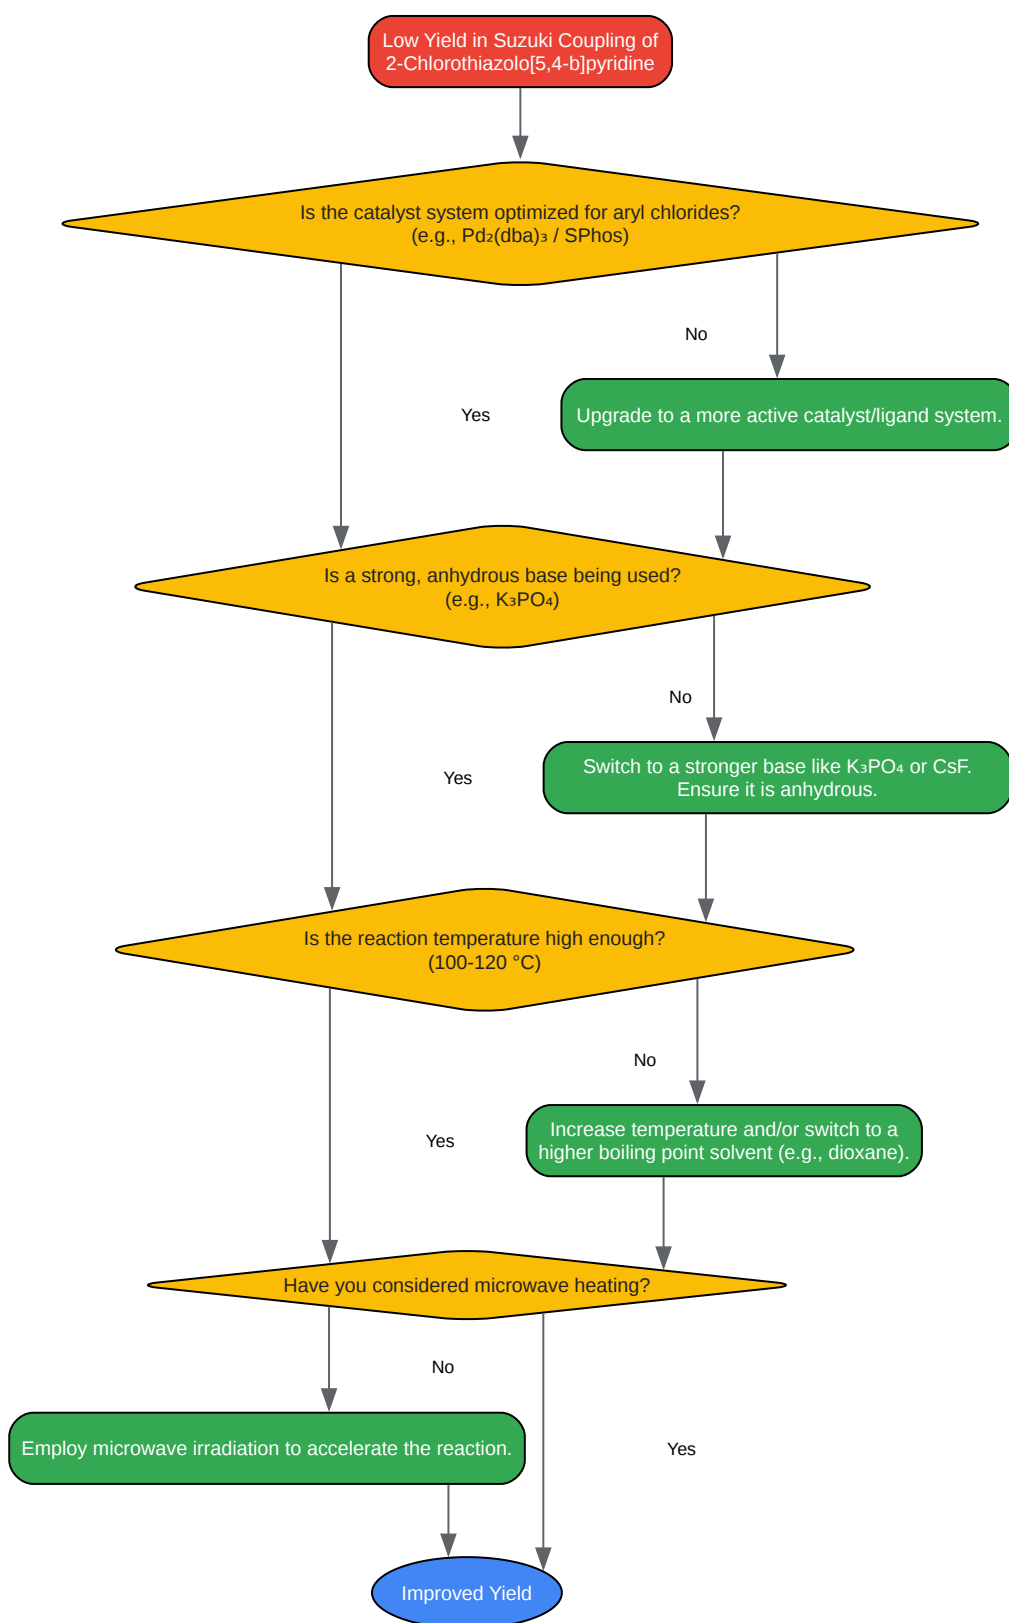 Low Yield in Suzuki Coupling of
2-Chlorothiazolo[5,4-b]pyridine
Is the catalyst system optimized for aryl chlorides?
(e.g., Pd₂(dba)₃ / SPhos)
No
Yes
Upgrade to a more active catalyst/ligand system.
Is a strong, anhydrous base being used?
(e.g., K₃PO₄)
No
Yes
Switch to a stronger base like K₃PO₄ or CsF.
Ensure it is anhydrous.
Is the reaction temperature high enough?
(100-120 °C)
No
Yes
Increase temperature and/or switch to a
higher boiling point solvent (e.g., dioxane).
Have you considered microwave heating?
No
Employ microwave irradiation to accelerate the reaction.
Yes
Improved Yield